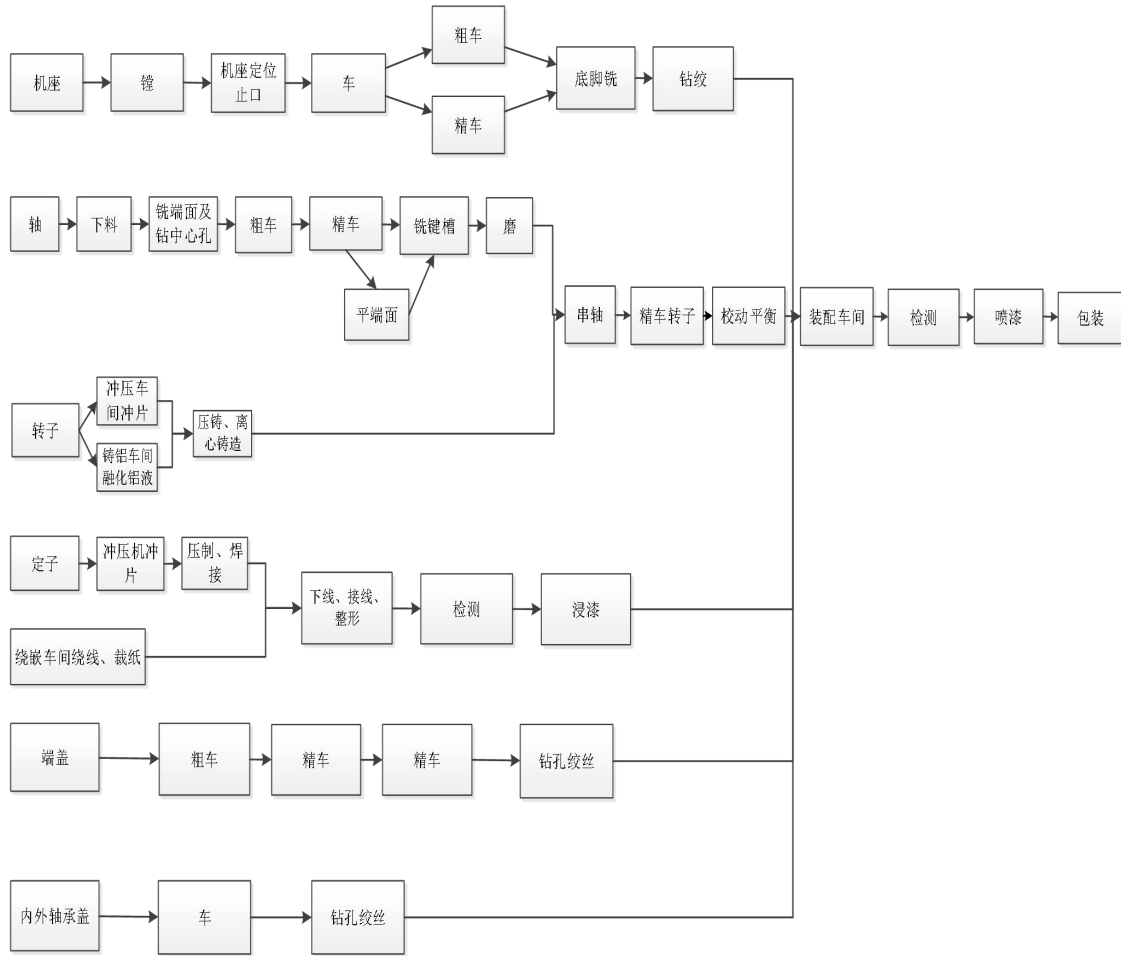 机座
镗
机座定位
止口
车
粗车
精车
底脚铣
钻绞
轴
下料
铣端面及
钻中心孔
粗车
精车
平端面
铣键槽
磨
转子
冲压车
间冲片
铸铝车间
融化铝液
压铸、离
心铸造
串轴
精车转子
校动平衡
装配车间
检测
喷漆
包装
定子
冲压机冲
片
压制、焊
接
绕嵌车间绕线、裁纸
下线、接线、
整形
检测
浸漆
端盖
粗车
精车
精车
钻孔绞丝
内外轴承盖
车
钻孔绞丝